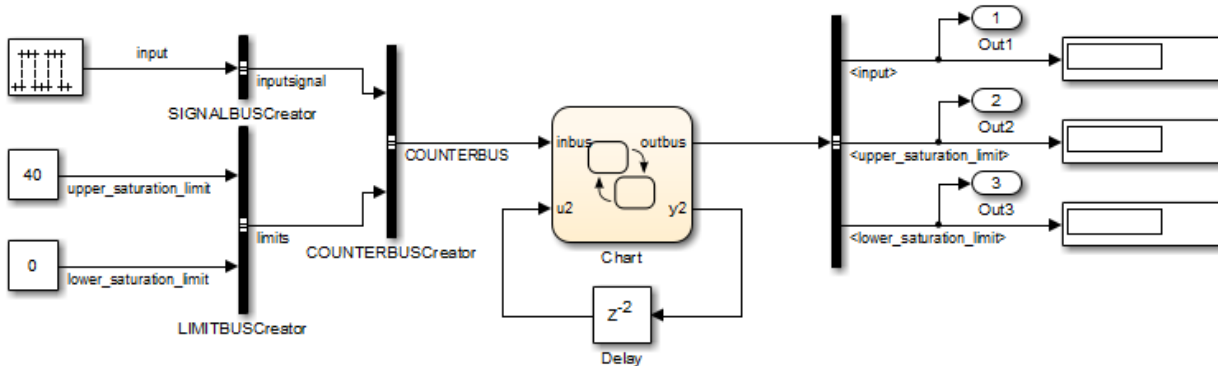 input
inputsignal
SIGNALBUSCreator
40
upper_saturation_limit
0
lower_saturation_limit
limits
LIMITBUSCreator
COUNTERBUS
COUNTERBUSCreator
inbus
outbus
u2
y2
Chart
Z-2
Delay
1
Out1
<input>
2
Out2
<upper_saturation_limit>
3
Out3
<lower_saturation_limit>